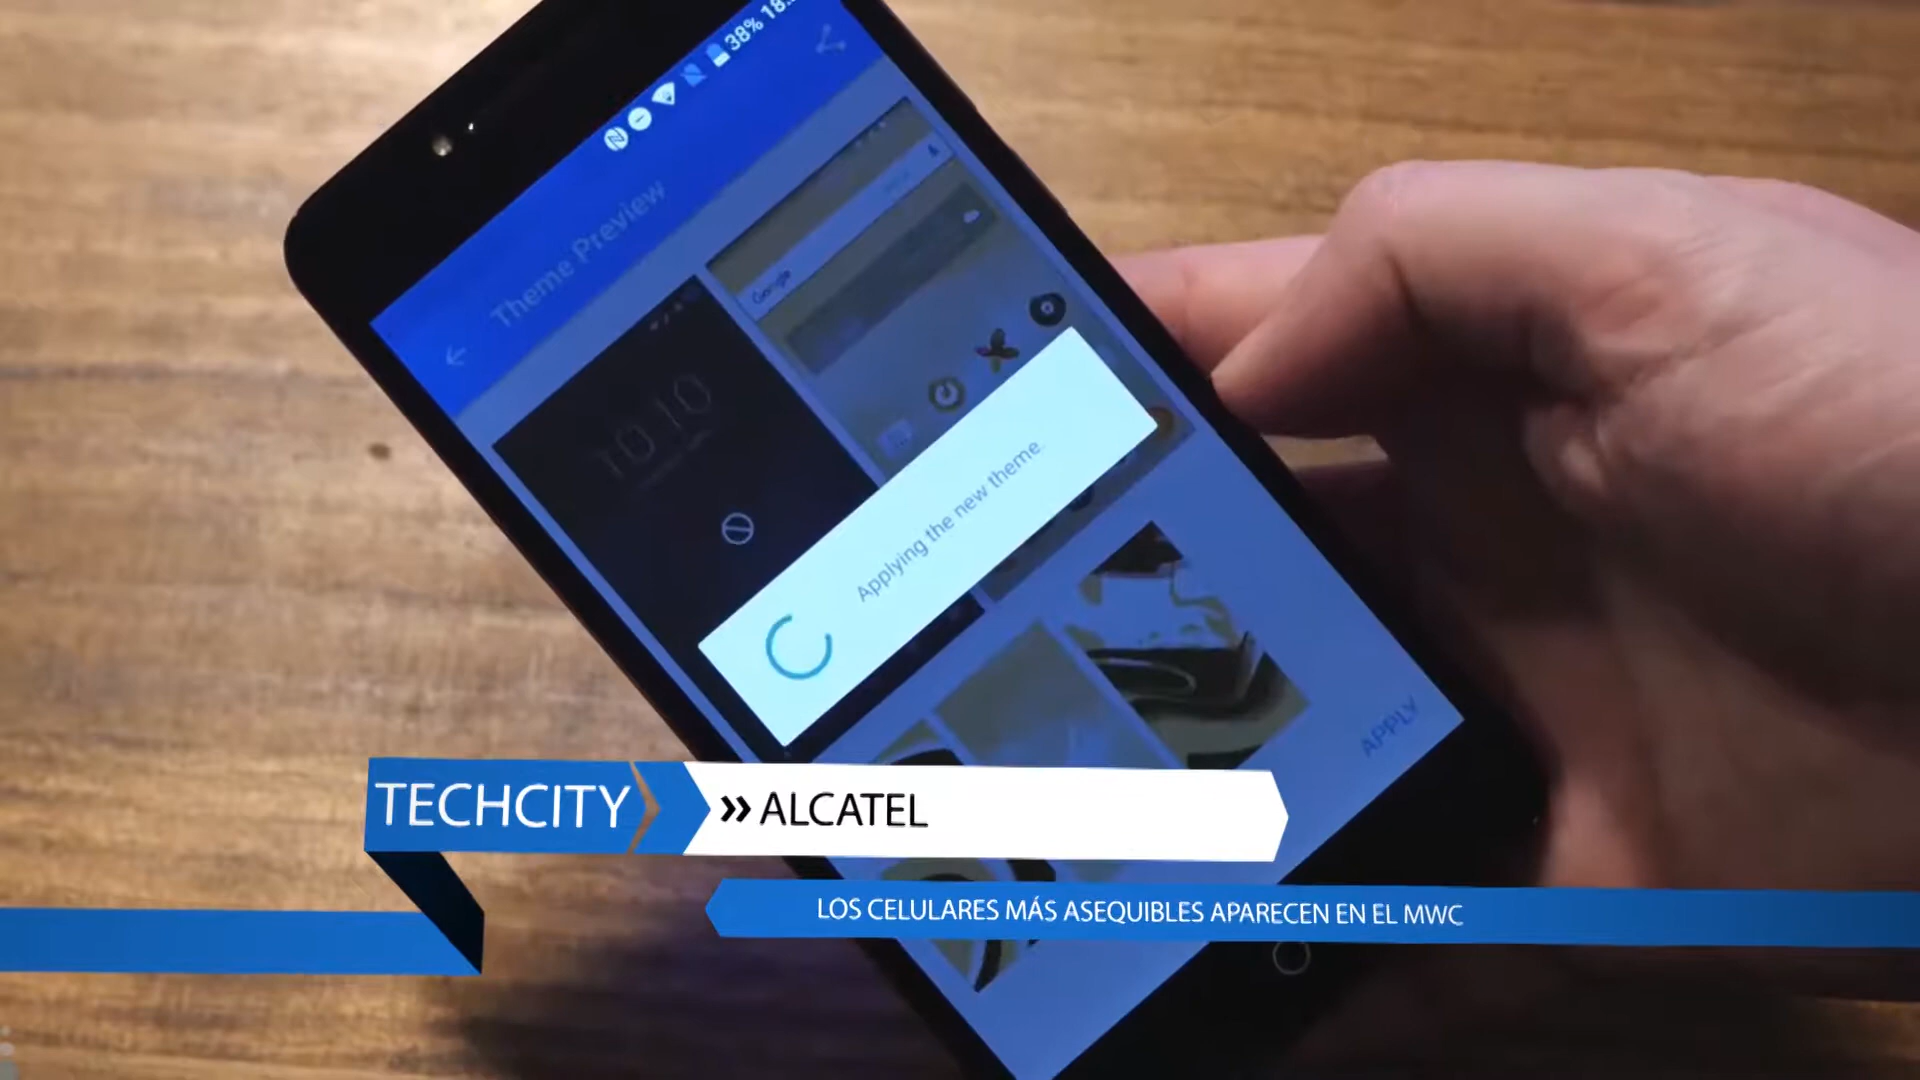 38% 18:
Theme Preview
Google
10:10
Applying the new theme.
APPLY
TECHCITY
» ALCATEL
LOS CELULARES MÁS ASEQUIBLES APARECEN EN EL MWC